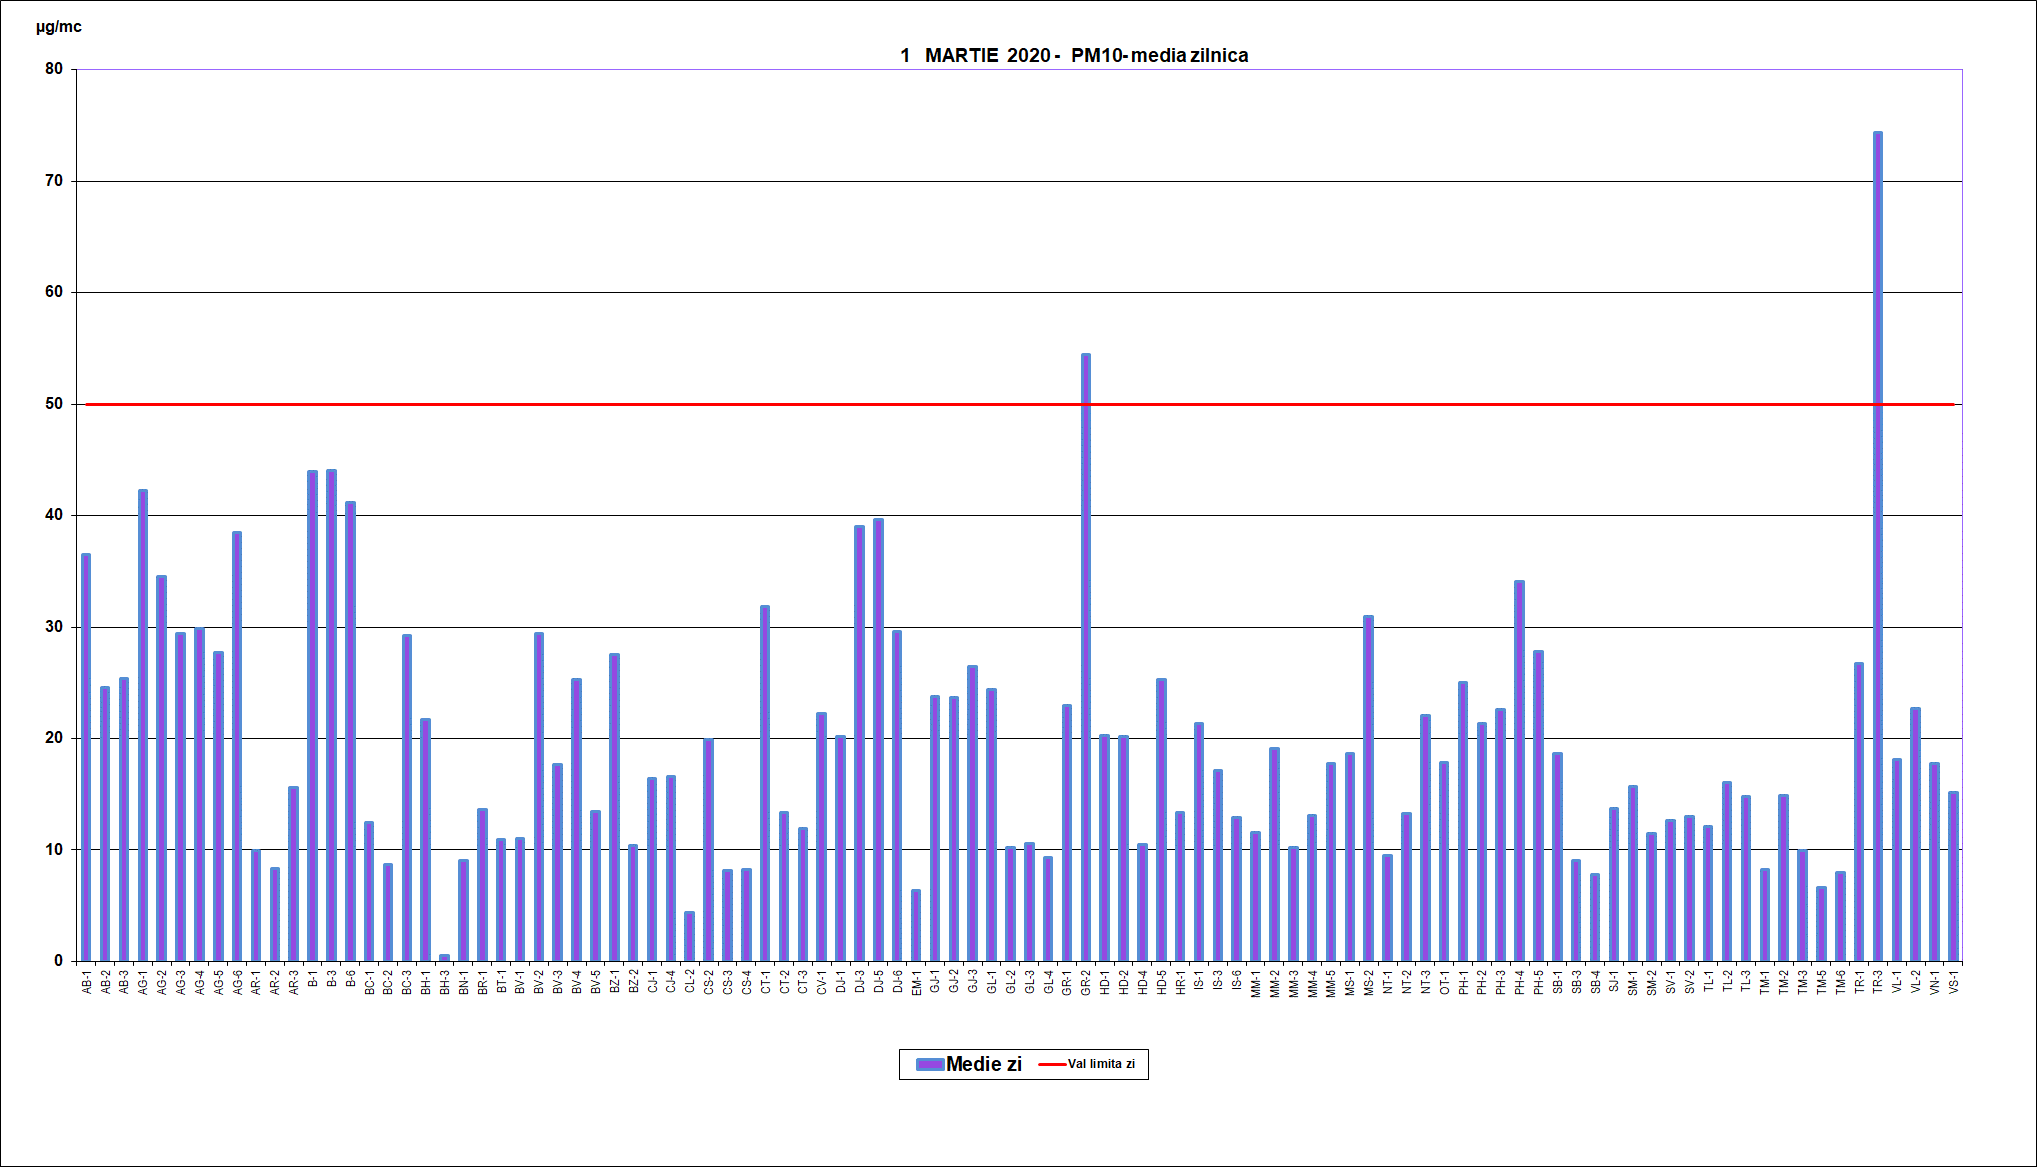 µg/mc
1 MARTIE 2020 - PM10- media zilnica
80
70
60
50
40
30
20
10
0
AB-1 AB-2 AB-3 AG-1 AG-2 AG-3 AG-4 AG-5 AG-6 AR-1 AR-2 AR-3 B-1 B-3 B-6 BC-1 BC-2 BC-3 BH-1 BH-3 BN-1 BR-1 BT-1 BV-1 BV-2 BV-3 BV-4 BV-5 BZ-1 BZ-2 CJ-1 CJ-4 CL-2 CS-2 CS-3 CS-4 CT-1 CT-2 CT-3 CV-1 DJ-1 DJ-3 DJ-5 DJ-6 EM-1 GJ-1 GJ-2 GJ-3 GL-1 GL-2 GL-3 GL-4 GR-1 GR-2 HD-1 HD-2 HD-4 HD-5 HR-1 IS-1 IS-3 IS-6 MM-1 MM-2 MM-3 MM-4 MM-5 MS-1 MS-2 NT-1 NT-2 NT-3 OT-1 PH-1 PH-2 PH-3 PH-4 PH-5 SB-1 SB-3 SB-4 SJ-1 SM-1 SM-2 SV-1 SV-2 TL-1 TL-2 TL-3 TM-1 TM-2 TM-3 TM-5 TM-6 TR-1 TR-3 VL-1 VL-2 VN-1 VS-1
Medie zi Val limita zi